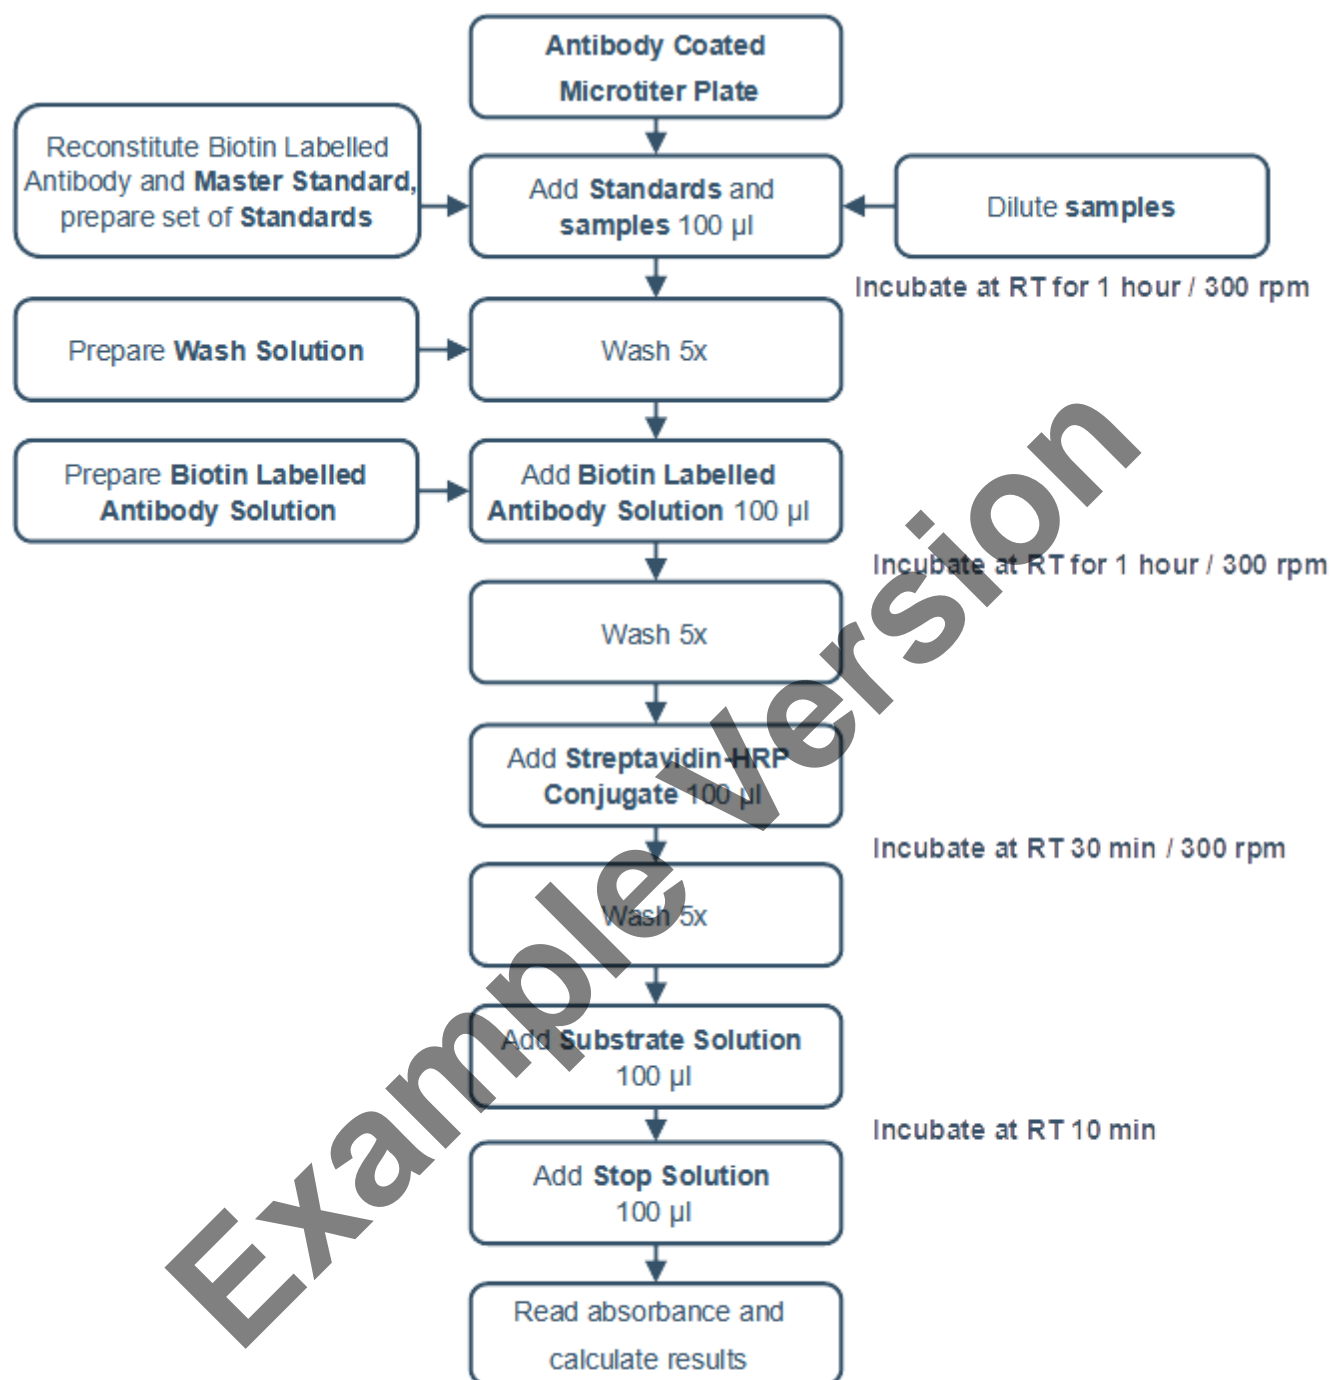 Antibody Coated
Microtiter Plate
Reconstitute Biotin Labelled
Antibody and Master Standard,
prepare set of Standards
Add Standards and
samples 100 µl
Dilute samples
Incubate at RT for 1 hour / 300 rpm
Prepare Wash Solution
Wash 5x
Prepare Biotin Labelled
Antibody Solution
Add Biotin Labelled
Antibody Solution 100 µl
Incubate at RT for 1 hour / 300 rpm
Wash 5x
Add Streptavidin-HRP
Conjugate 100 µl
Incubate at RT 30 min / 300 rpm
Wash 5x
Add Substrate Solution
100 µl
Incubate at RT 10 min
Add Stop Solution
100 µl
Read absorbance and
calculate results
Example Version